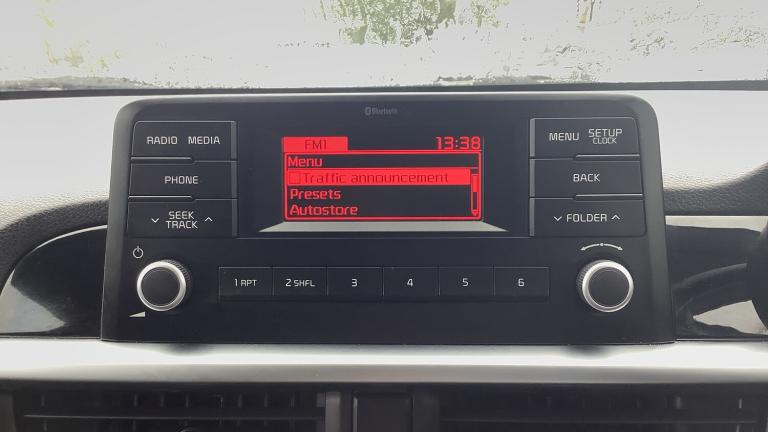 Bluetooth
RADIO MEDIA
PHONE
SEEK
TRACK
FM1 13:38
Menu
Traffic announcement
Presets
Autostore
MENU SETUP
CLOCK
BACK
FOLDER
1 RPT 2 SHFL 3 4 5 6